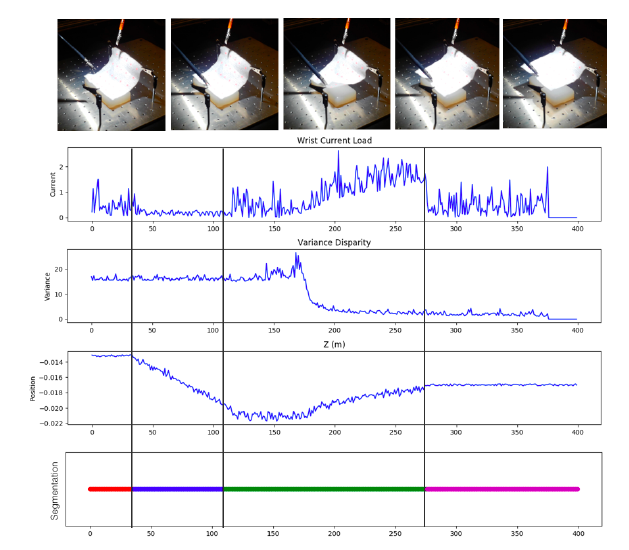 Wrist Current Load
Current
2
1
0
0 50 100 150 200 250 300 350 400
Variance Disparity
Variance
20
10
0
0 50 100 150 200 250 300 350 400
Z (m)
Position
−0.014
−0.016
−0.018
−0.020
−0.022
0 50 100 150 200 250 300 350 400
Segmentation
0 50 100 150 200 250 300 350 400